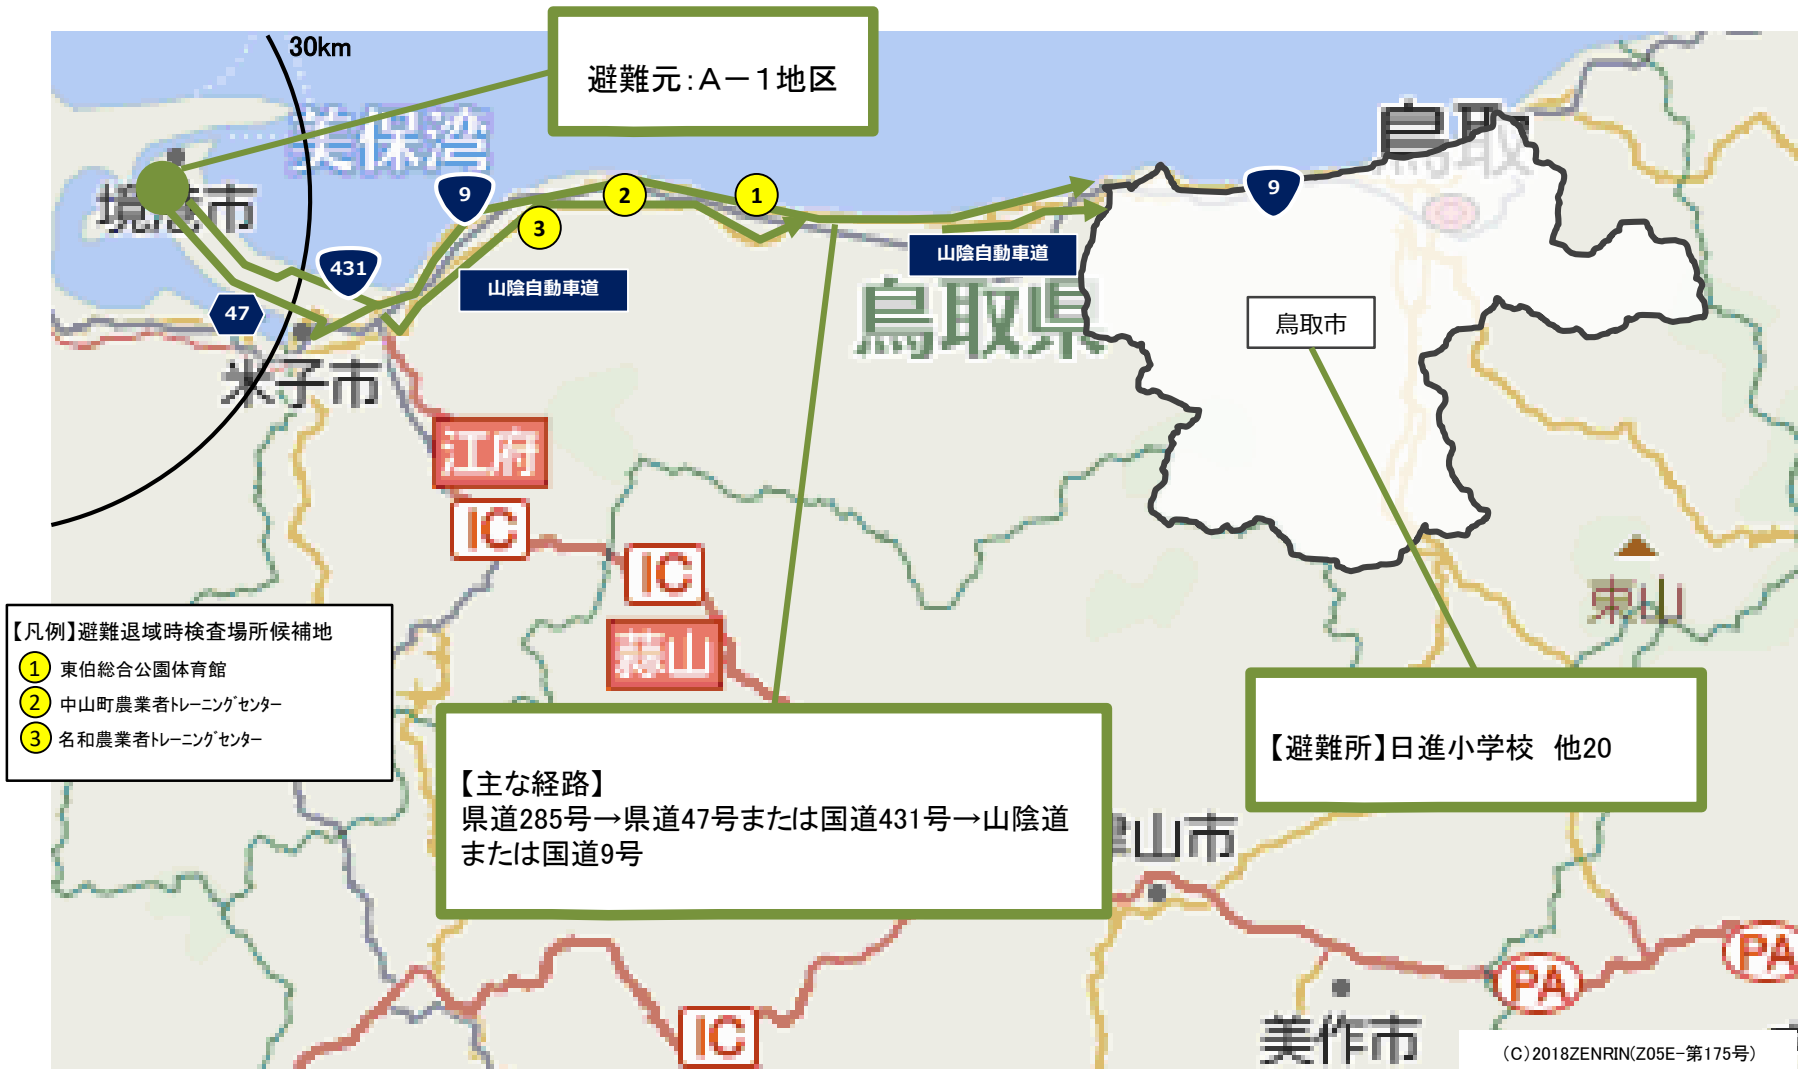 30km
避難元:A-1地区
美保湾
鳥取
境港市
9
2
1
9
3
431
山陰自動車道
山陰自動車道
47
鳥取県
鳥取市
米子市
江府
IC
IC
蒜山
東山
【凡例】避難退域時検査場所候補地
1 東伯総合公園体育館
2 中山町農業者トレーニングセンター
3 名和農業者トレーニングセンター
【主な経路】
県道285号→県道47号または国道431号→山陰道
または国道9号
【避難所】日進小学校 他20
津山市
PA
PA
IC
美作市
(C)2018ZENRIN(Z05E-第175号)